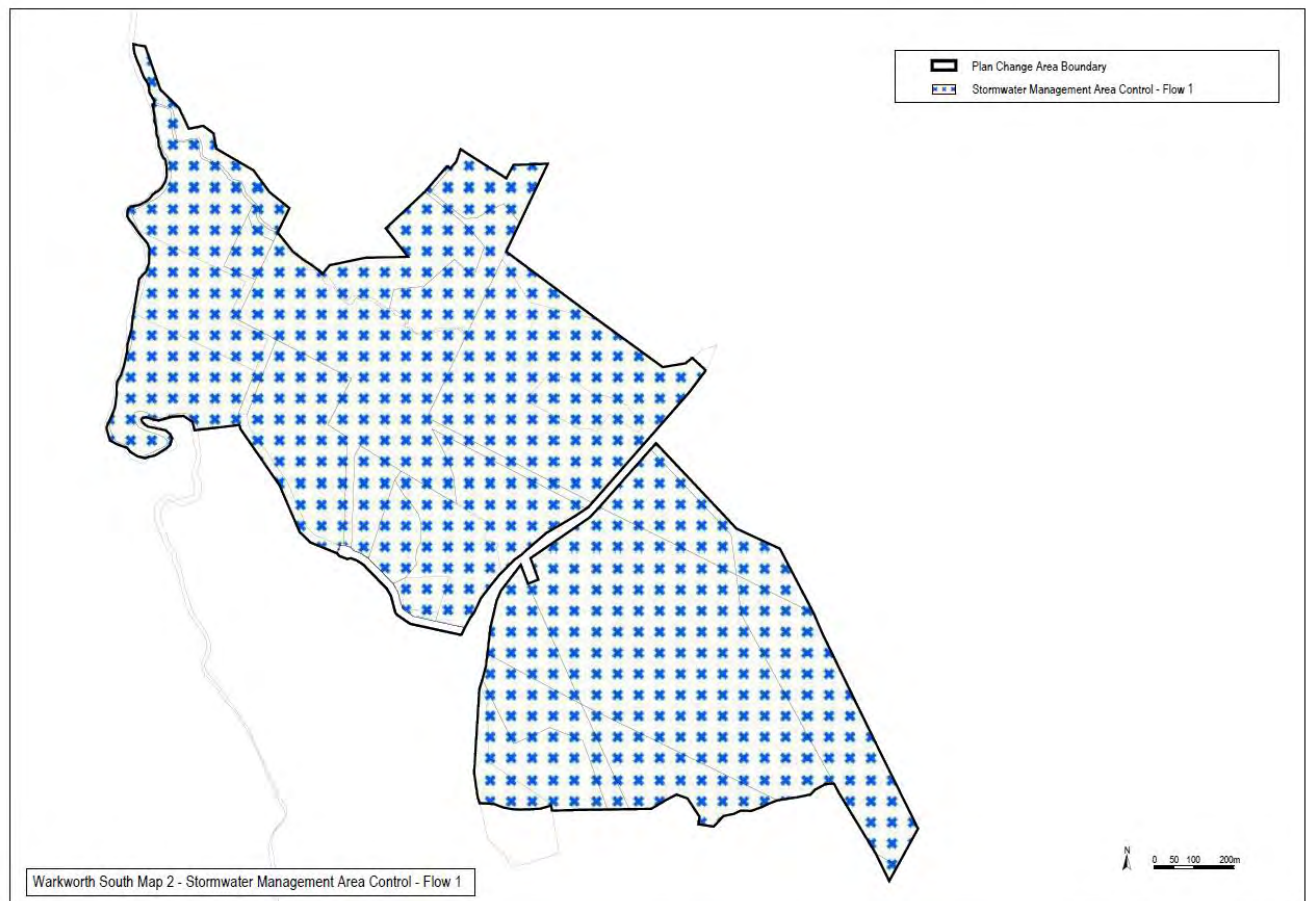 Plan Change Area Boundary
Stormwater Management Area Control - Flow 1
N
0 50 100 200m
Warkworth South Map 2 - Stormwater Management Area Control - Flow 1